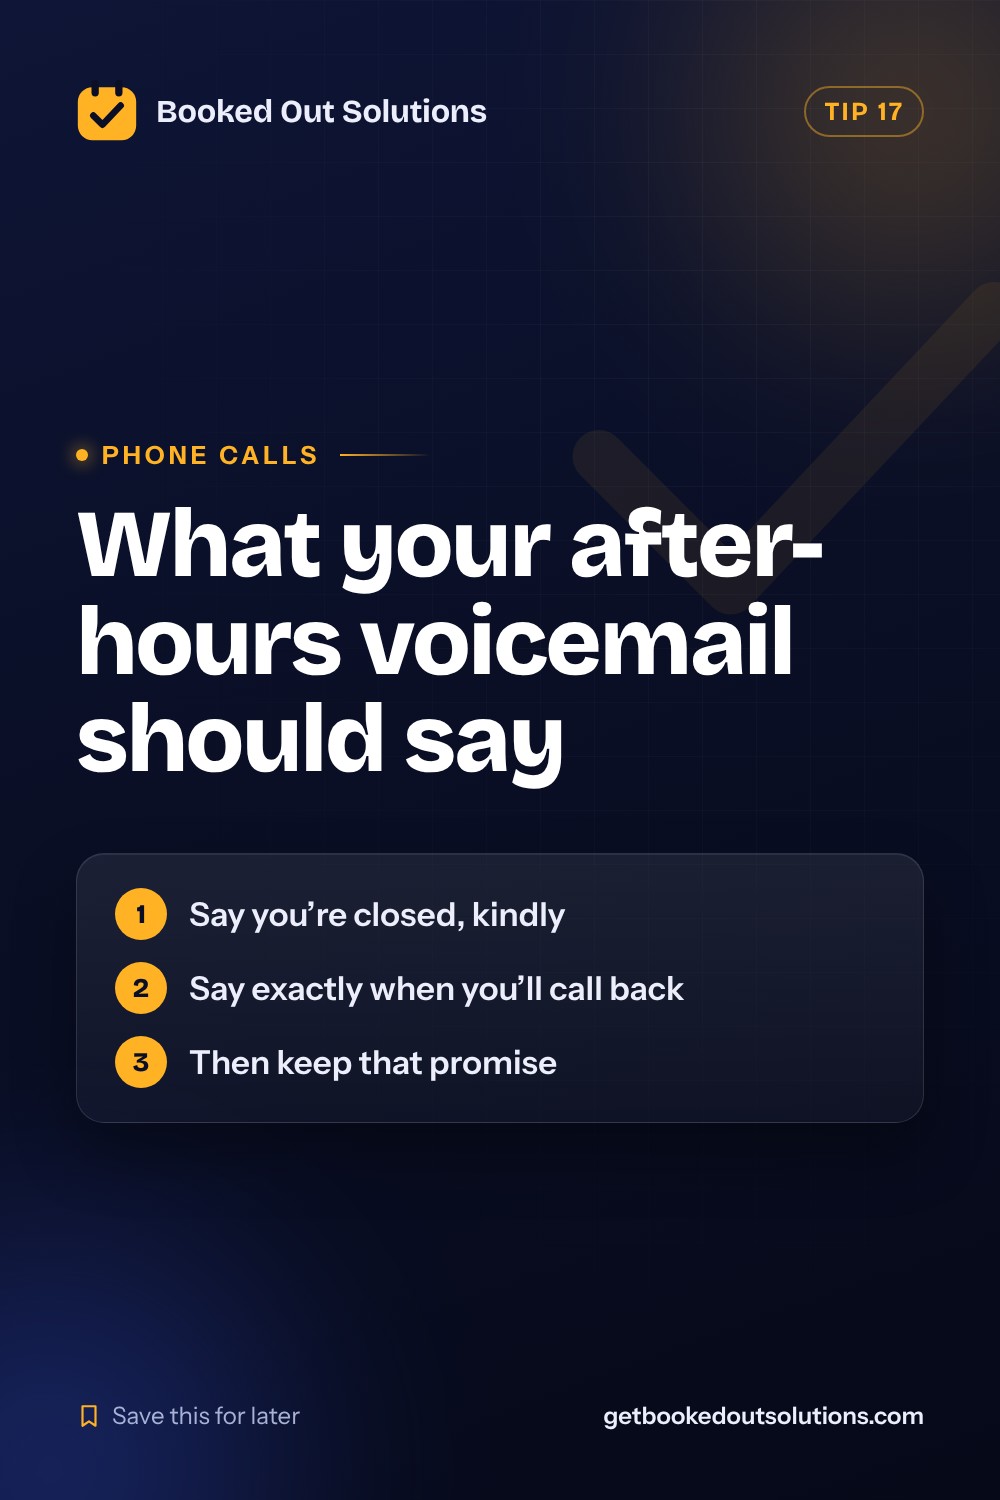 Booked Out Solutions
TIP 17
PHONE CALLS
What your after-
hours voicemail
should say
1 Say you’re closed, kindly
2 Say exactly when you’ll call back
3 Then keep that promise
Save this for later
getbookedoutsolutions.com